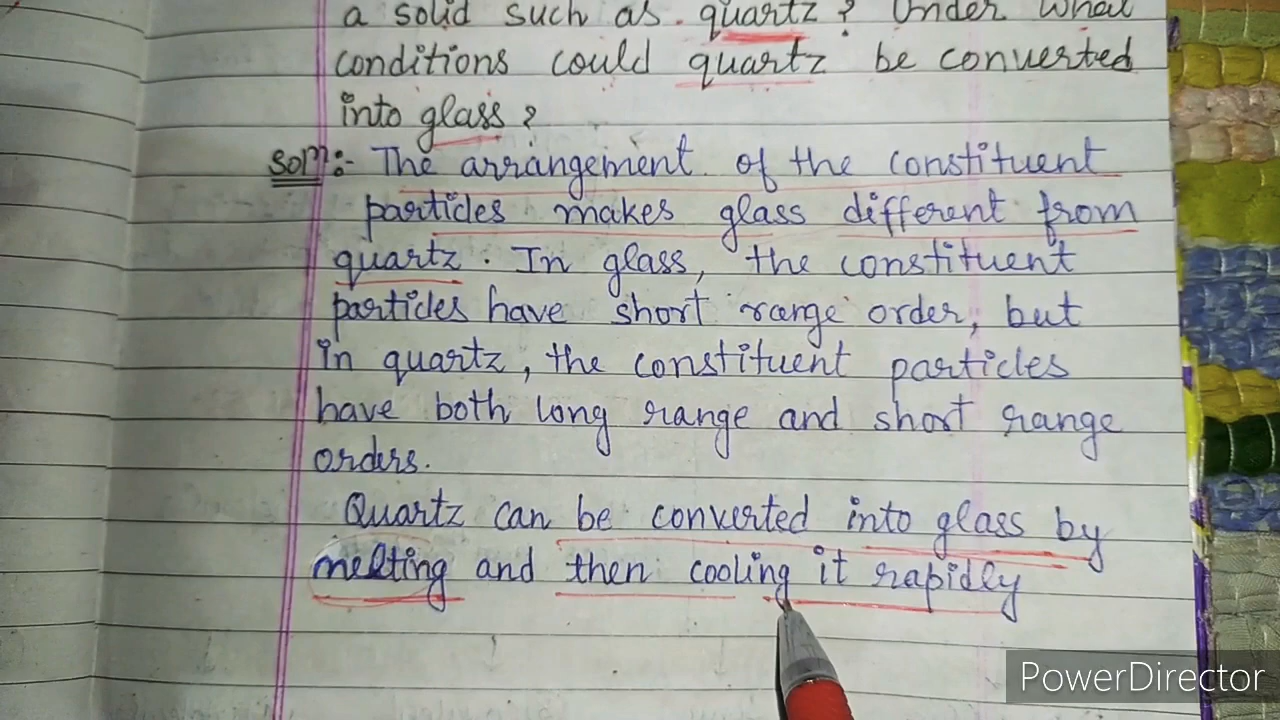 a solid such as quartz? Under what
conditions could quartz be converted
into glass?
Som:- The arrangement of the constituent
particles makes glass different from
quartz. In glass, the constituent
particles have short range order, but
in quartz, the constituent particles
have both long range and short range
orders.
Quartz can be converted into glass by
melting and then cooling it rapidly
PowerDirector